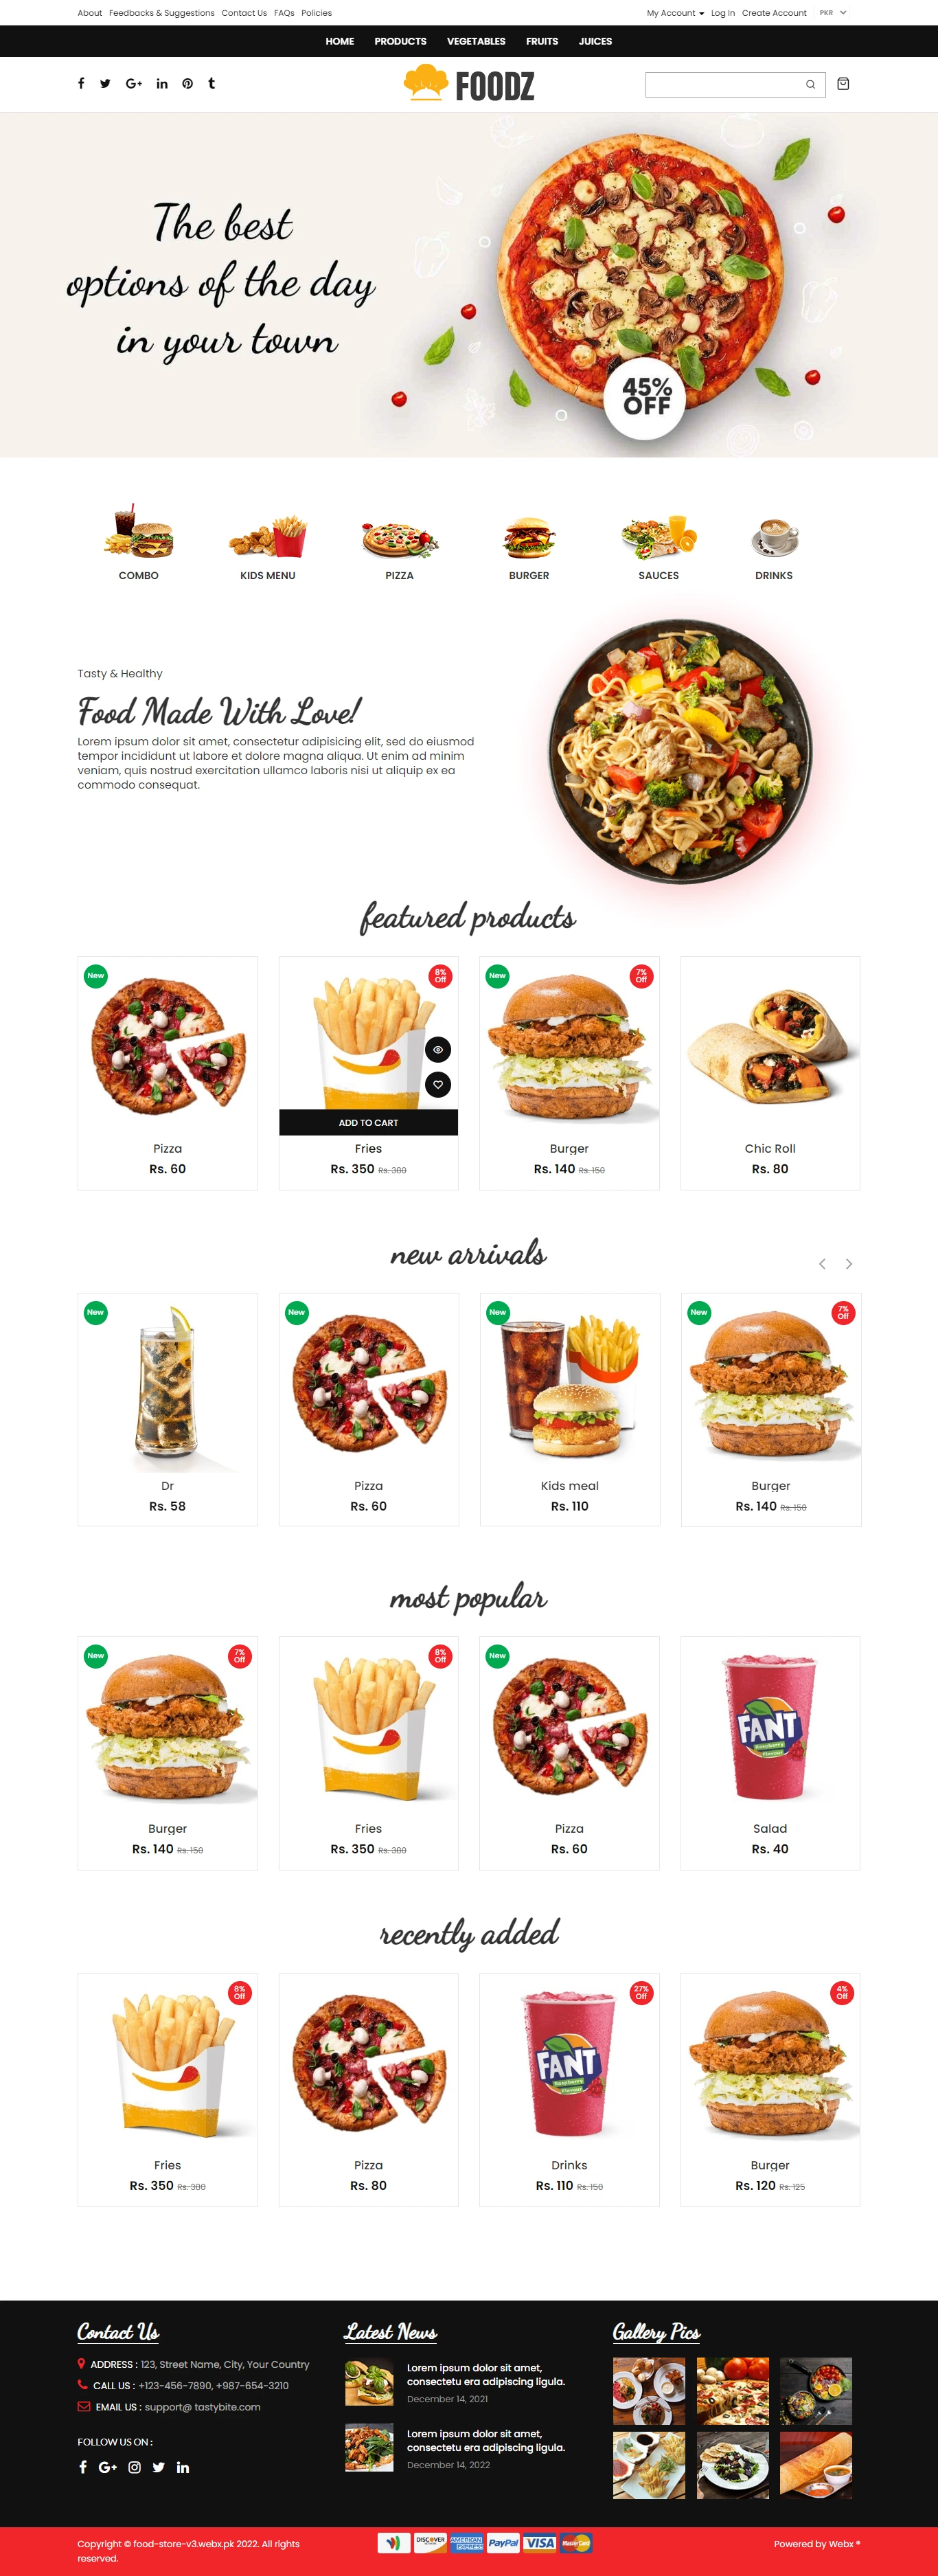 About Feedbacks & Suggestions Contact Us FAQs Policies
My Account Log In Create Account PKR
HOME PRODUCTS VEGETABLES FRUITS JUICES
FOODZ
The best
options of the day
in your town
45%
OFF
COMBO KIDS MENU PIZZA BURGER SAUCES DRINKS
Tasty & Healthy
Food Made With Love!
Lorem ipsum dolor sit amet, consectetur adipisicing elit, sed do eiusmod
tempor incididunt ut labore et dolore magna aliqua. Ut enim ad minim
veniam, quis nostrud exercitation ullamco laboris nisi ut aliquip ex ea
commodo consequat.
featured products
New
8%
Off
New
7%
Off
ADD TO CART
Pizza Fries Burger Chic Roll
Rs. 60 Rs. 350 Rs. 380 Rs. 140 Rs. 150 Rs. 80
new arrivals
New New New New
7%
Off
Dr Pizza Kids meal Burger
Rs. 58 Rs. 60 Rs. 110 Rs. 140 Rs. 150
most popular
New
7%
Off
8%
Off
New
FANT
Raspberry
Flavour
Burger Fries Pizza Salad
Rs. 140 Rs. 150 Rs. 350 Rs. 380 Rs. 60 Rs. 40
recently added
8%
Off
27%
Off
4%
Off
FANT
Raspberry
Flavour
Fries Pizza Drinks Burger
Rs. 350 Rs. 380 Rs. 80 Rs. 110 Rs. 150 Rs. 120 Rs. 125
Contact Us
ADDRESS : 123, Street Name, City, Your Country
CALL US : +123-456-7890, +987-654-3210
EMAIL US : support@ tastybite.com
FOLLOW US ON :
Latest News
Lorem ipsum dolor sit amet,
consectetu era adipiscing ligula.
December 14, 2021
Lorem ipsum dolor sit amet,
consectetu era adipiscing ligula.
December 14, 2022
Gallery Pics
Copyright © food-store-v3.webx.pk 2022. All rights
reserved.
DISCOVER
AMERICAN
EXPRESS
PayPal
VISA
MasterCard
Powered by Webx ®